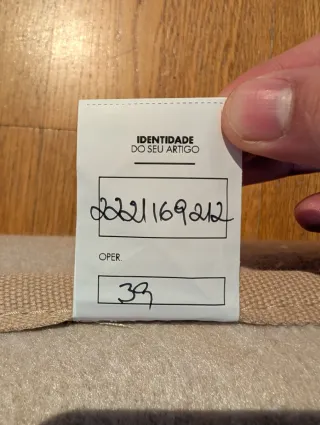 IDENTIDADE
DO SEU ARTIGO
2221169212
OPER.
39